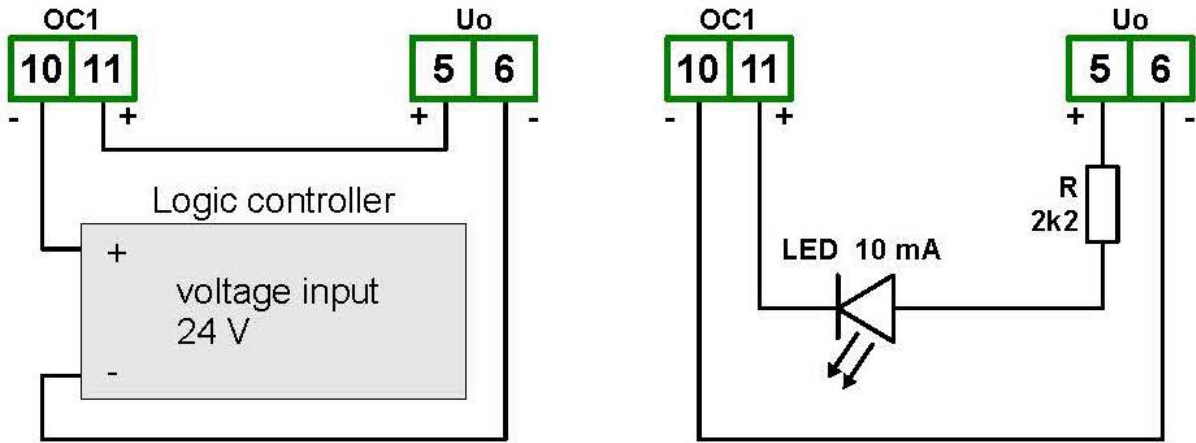 OC1
Uo
10 11
5 6
- +
+ -
Logic controller
+
voltage input
24 V
-
OC1
Uo
10 11
5 6
- +
+ -
R
2k2
LED 10 mA